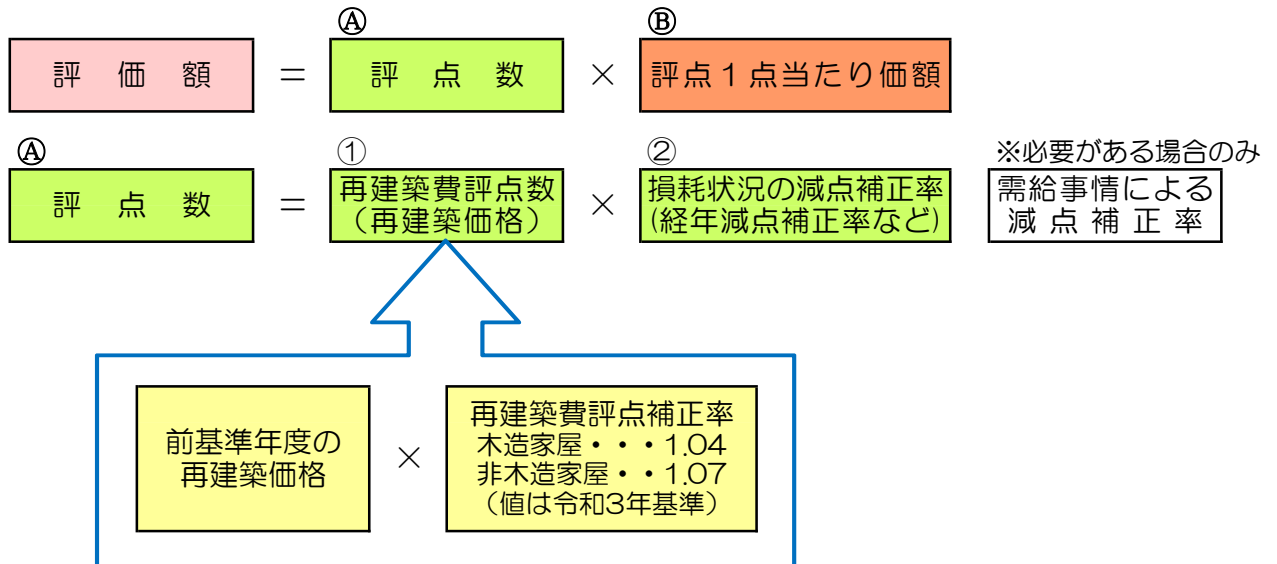 Ⓐ Ⓑ
評価額 ＝ 評点数 × 評点１点当たり価額
Ⓐ ① ② ※必要がある場合のみ
評点数 ＝ 再建築費評点数 × 損耗状況の減点補正率 需給事情による
（再建築価格） (経年減点補正率など) 減点補正率
再建築費評点補正率
前基準年度の × 木造家屋・・・1.04
再建築価格 非木造家屋・・1.07
（値は令和3年基準）